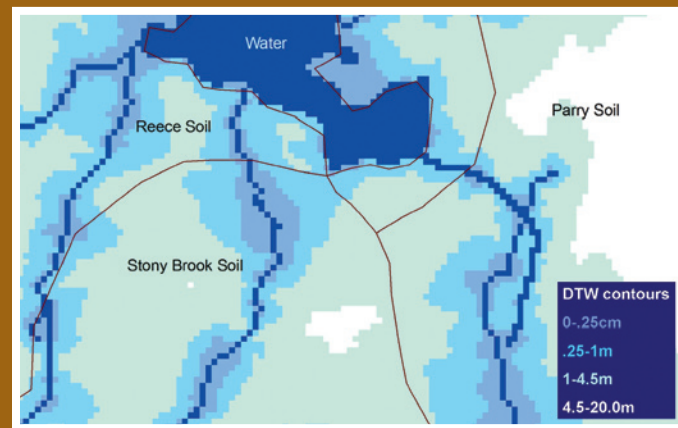 Water
Parry Soil
Reece Soil
Stony Brook Soil
DTW contours
0-.25cm
.25-1m
1-4.5m
4.5-20.0m